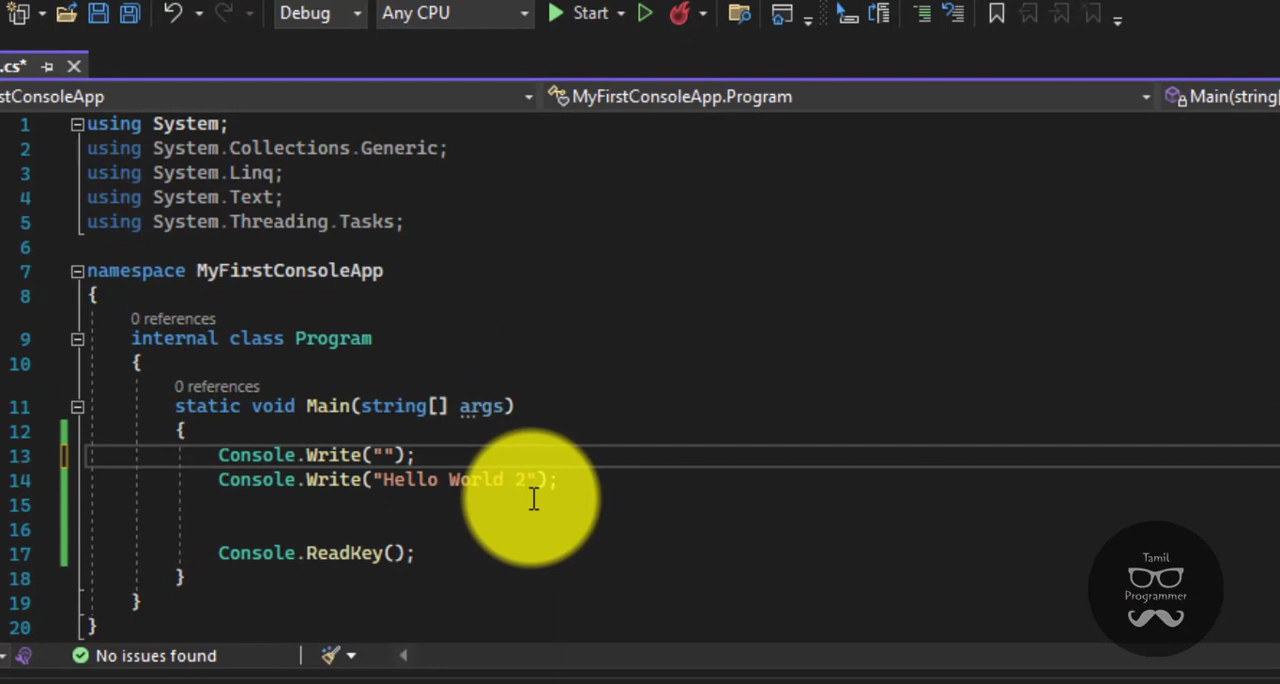 Debug Any CPU Start
.cs*
stConsoleApp MyFirstConsoleApp.Program Main(string[
1 using System;
2 using System.Collections.Generic;
3 using System.Linq;
4 using System.Text;
5 using System.Threading.Tasks;
6
7 namespace MyFirstConsoleApp
8 {
0 references
9 internal class Program
10 {
0 references
11 static void Main(string[] args)
12 {
13 Console.Write("");
14 Console.Write("Hello World 2");
15
16
17 Console.ReadKey();
18 }
19 }
20 }
Tamil
Programmer
No issues found